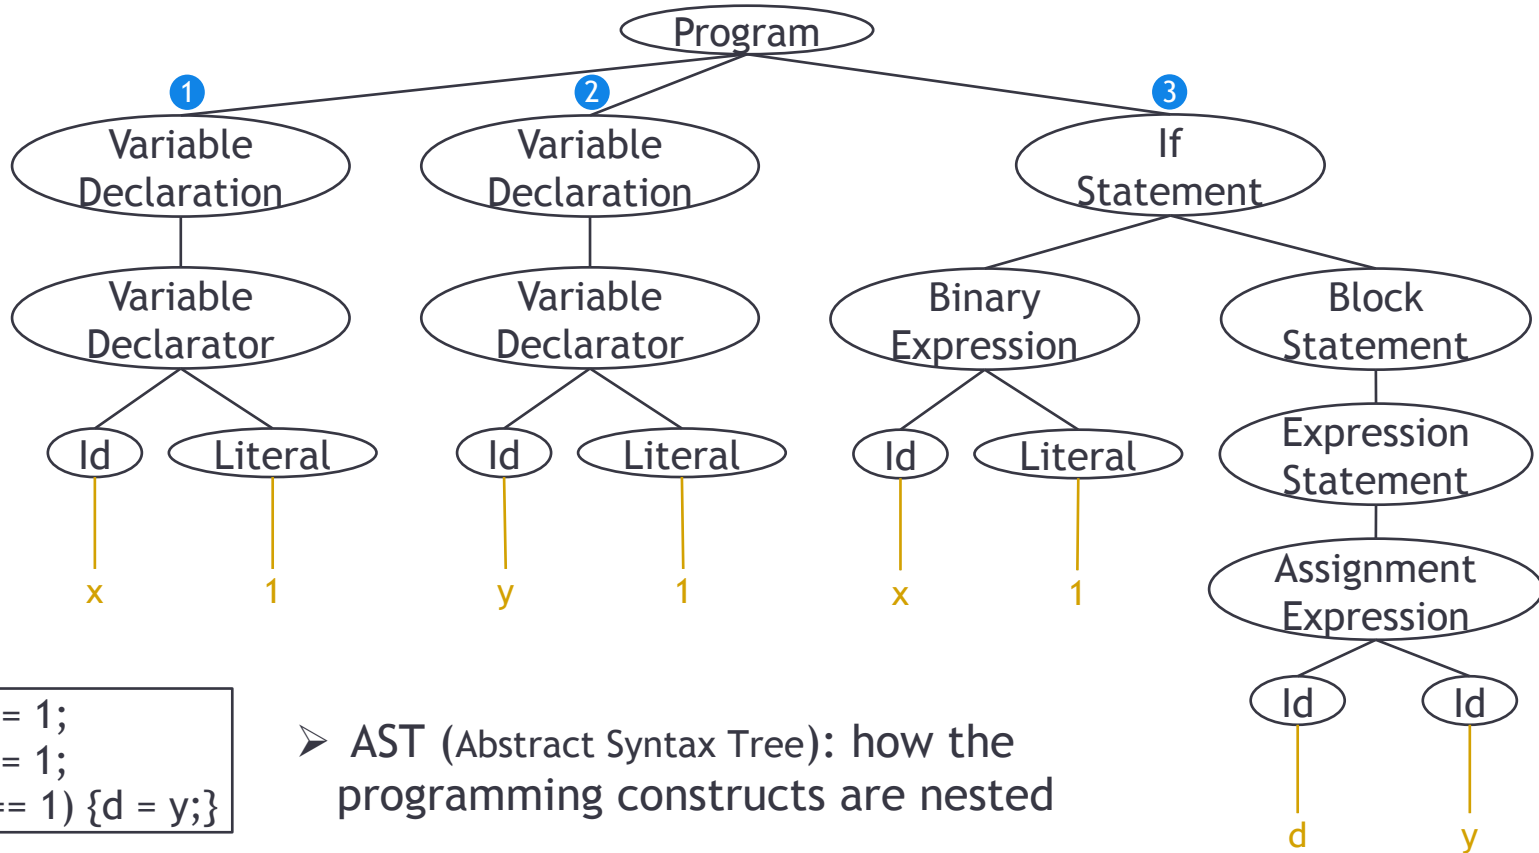 Program
1
2
3
Variable
Declaration
Variable
Declaration
If
Statement
Variable
Declarator
Variable
Declarator
Binary
Expression
Block
Statement
Id
Literal
Id
Literal
Id
Literal
Expression
Statement
x
1
y
1
x
1
Assignment
Expression
Id
Id
= 1;
= 1;
== 1) {d = y;}
➢ AST (Abstract Syntax Tree): how the
programming constructs are nested
d
y